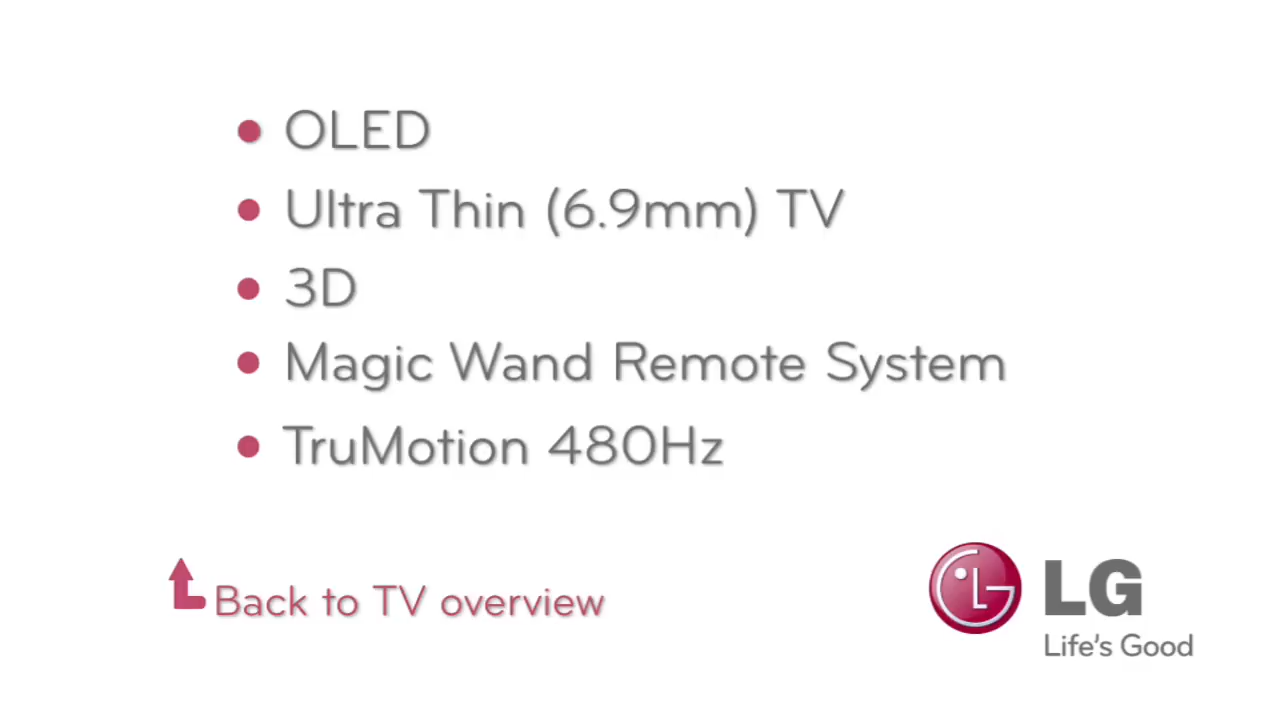 OLED
Ultra Thin (6.9mm) TV
3D
Magic Wand Remote System
TruMotion 480Hz
Back to TV overview
LG
Life's Good